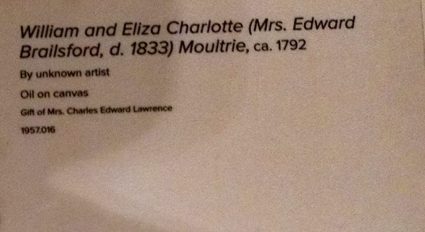 William and Eliza Charlotte (Mrs. Edward
Brailsford, d. 1833) Moultrie, ca. 1792
By unknown artist
Oil on canvas
Gift of Mrs. Charles Edward Lawrence
1957.016